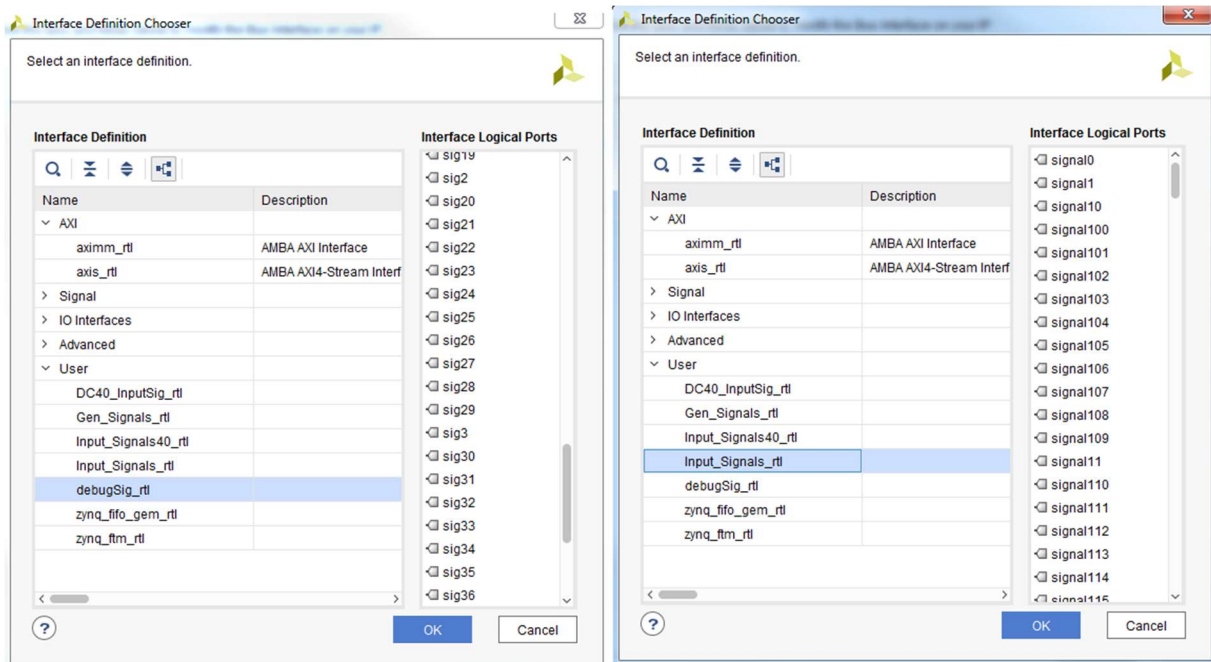 Interface Definition Chooser
Select an interface definition.
Interface Definition
Interface Logical Ports
Name Description
AXI
aximm_rtl AMBA AXI Interface
axis_rtl AMBA AXI4-Stream Interf
Signal
IO Interfaces
Advanced
User
DC40_InputSig_rtl
Gen_Signals_rtl
Input_Signals40_rtl
Input_Signals_rtl
debugSig_rtl
zynq_fifo_gem_rtl
zynq_ftm_rtl
sig19
sig2
sig20
sig21
sig22
sig23
sig24
sig25
sig26
sig27
sig28
sig29
sig3
sig30
sig31
sig32
sig33
sig34
sig35
sig36
?
OK
Cancel
Interface Definition Chooser
Select an interface definition.
Interface Definition
Interface Logical Ports
Name Description
AXI
aximm_rtl AMBA AXI Interface
axis_rtl AMBA AXI4-Stream Interf
Signal
IO Interfaces
Advanced
User
DC40_InputSig_rtl
Gen_Signals_rtl
Input_Signals40_rtl
Input_Signals_rtl
debugSig_rtl
zynq_fifo_gem_rtl
zynq_ftm_rtl
signal0
signal1
signal10
signal100
signal101
signal102
signal103
signal104
signal105
signal106
signal107
signal108
signal109
signal11
signal110
signal111
signal112
signal113
signal114
signal115
?
OK
Cancel